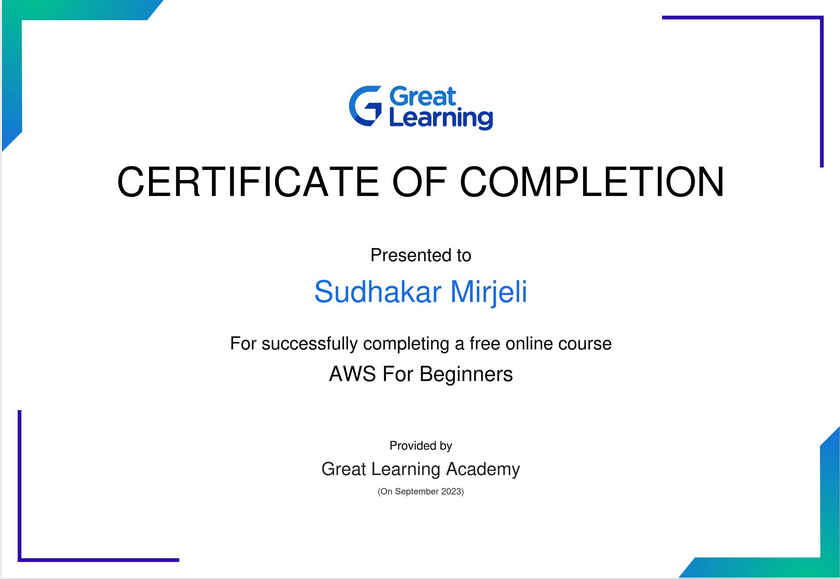 Great
Learning
CERTIFICATE OF COMPLETION
Presented to
Sudhakar Mirjeli
For successfully completing a free online course
AWS For Beginners
Provided by
Great Learning Academy
(On September 2023)